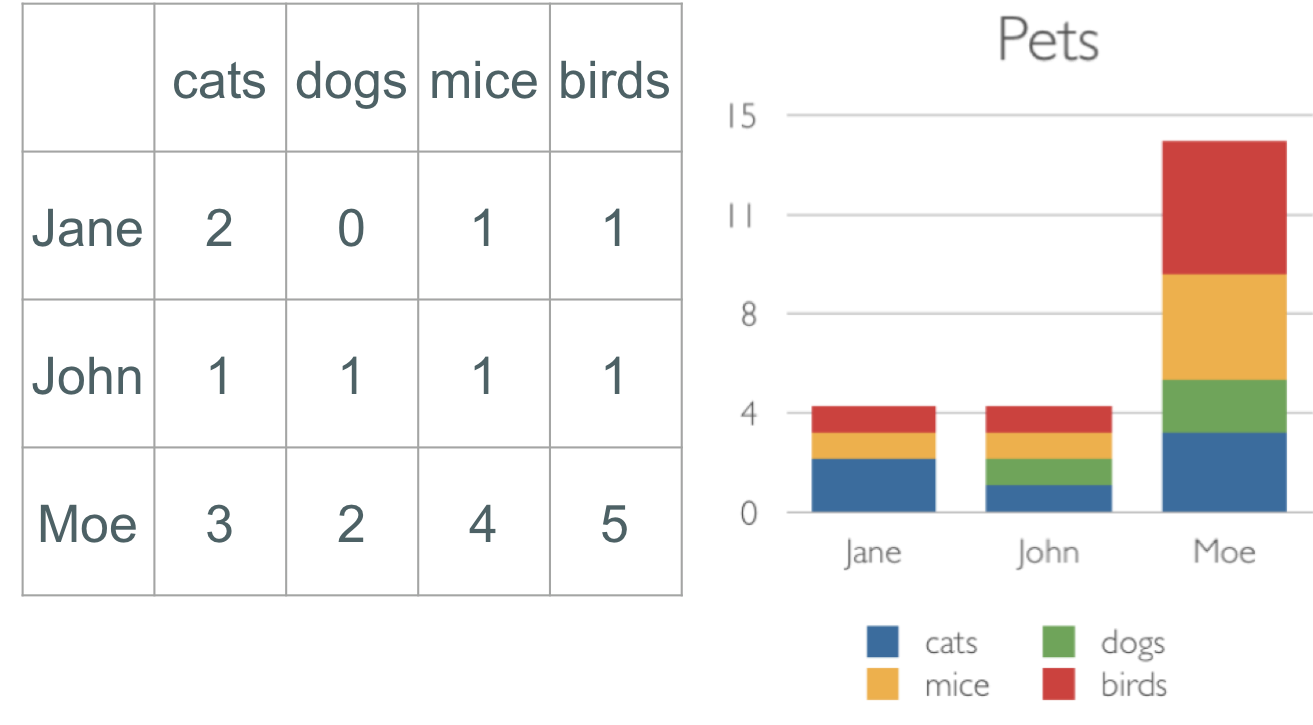 cats dogs mice birds
Jane 2 0 1 1
John 1 1 1 1
Moe 3 2 4 5
Pets
15
11
8
4
0
Jane John Moe
cats dogs
mice birds